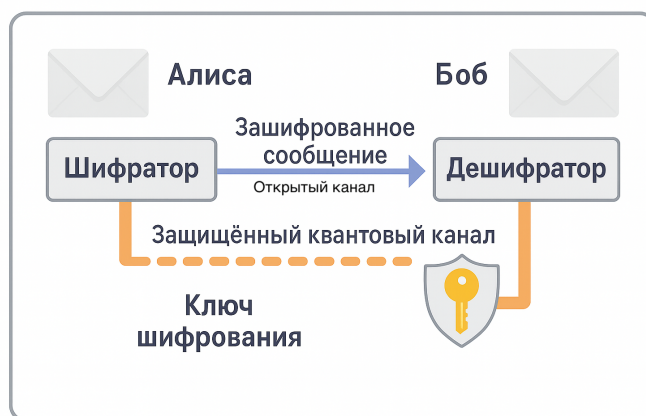 Алиса
Боб
Зашифрованное
сообщение
Шифратор
Открытый канал
Дешифратор
Защищённый квантовый канал
Ключ
шифрования